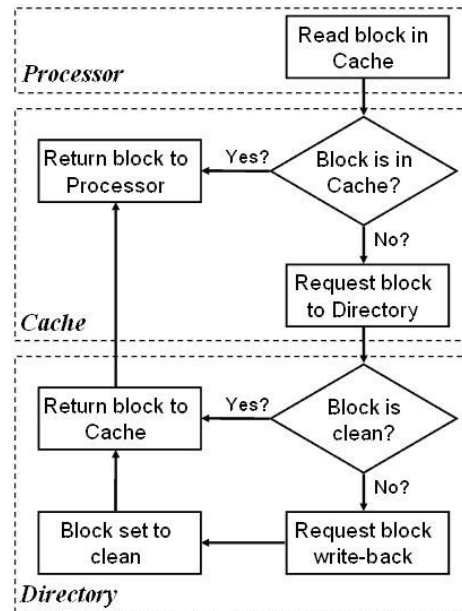 Read block in
Cache
Processor
Return block to
Processor
Yes?
Block is in
Cache?
No?
Request block
to Directory
Cache
Return block to
Cache
Yes?
Block is
clean?
No?
Block set to
clean
Request block
write-back
Directory